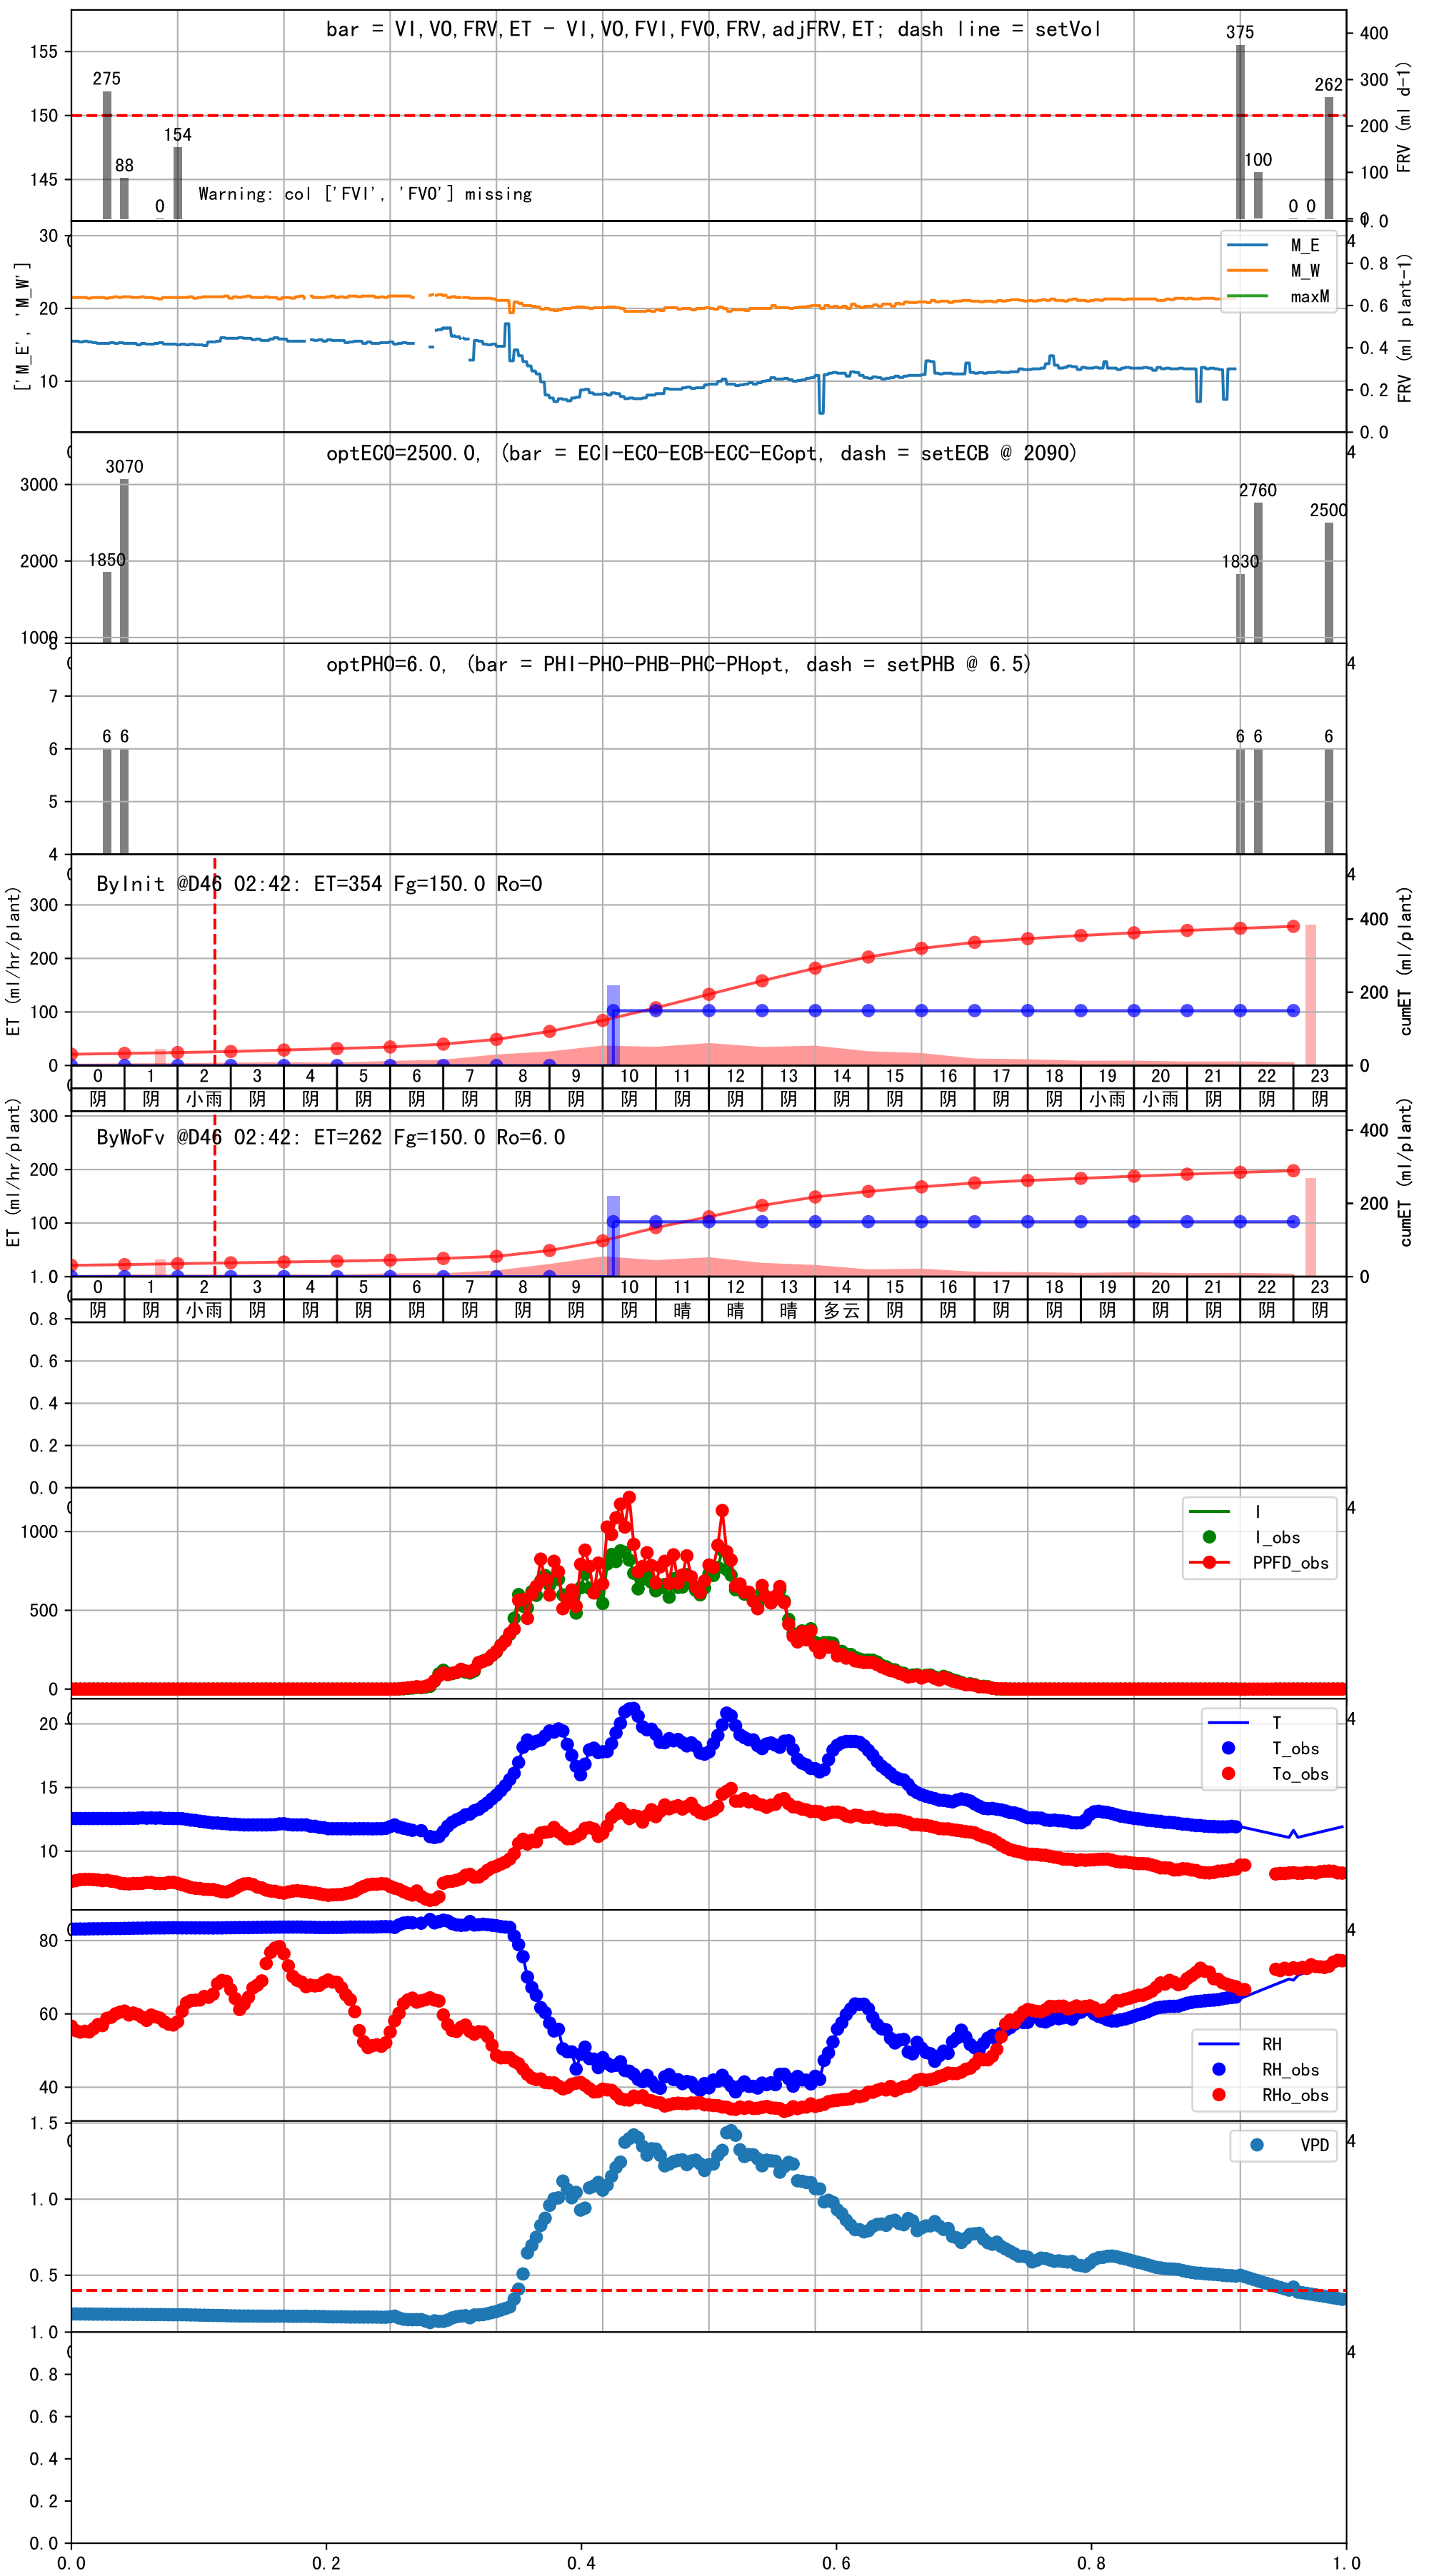 bar = VI,VO,FRV,ET - VI,VO,FVI,FVO,FRV,adjFRV,ET; dash line = setVol
155
150
145
275
88
0
154
375
100
0
0
262
Warning: col ['FVI', 'FVO'] missing
400
300
200
100
FRV (ml d-1)
30
20
10
['M_E', 'M_W']
M_E
M_W
maxM
1.0
0.8
0.6
0.4
0.2
0.0
FRV (ml plant-1)
4
optECO=2500.0, (bar = ECI-ECO-ECB-ECC-ECopt, dash = setECB @ 2090)
3000
2000
1000
1850
3070
1830
2760
2500
4
optPHO=6.0, (bar = PHI-PHO-PHB-PHC-PHopt, dash = setPHB @ 6.5)
8
7
6
5
4
6
6
6
6
6
4
ByInit @D46 02:42: ET=354 Fg=150.0 Ro=0
ET (ml/hr/plant)
300
200
100
0
400
200
0
cumET (ml/plant)
4
0 1 2 3 4 5 6 7 8 9 10 11 12 13 14 15 16 17 18 19 20 21 22 23
阴 阴 小雨 阴 阴 阴 阴 阴 阴 阴 阴 阴 阴 阴 阴 阴 阴 阴 阴 小雨 小雨 阴 阴 阴
ByWoFv @D46 02:42: ET=262 Fg=150.0 Ro=6.0
ET (ml/hr/plant)
300
200
100
400
200
0
cumET (ml/plant)
0 1 2 3 4 5 6 7 8 9 10 11 12 13 14 15 16 17 18 19 20 21 22 23
阴 阴 小雨 阴 阴 阴 阴 阴 阴 阴 阴 晴 晴 晴 多云 阴 阴 阴 阴 阴 阴 阴 阴 阴
1.0
0.8
0.6
0.4
0.2
0.0
1000
500
0
I
I_obs
PPFD_obs
4
20
15
10
T
T_obs
To_obs
4
80
60
40
RH
RH_obs
RHo_obs
4
1.5
1.0
0.5
VPD
4
1.0
0.8
0.6
0.4
0.2
0.0
4
0.0 0.2 0.4 0.6 0.8 1.0